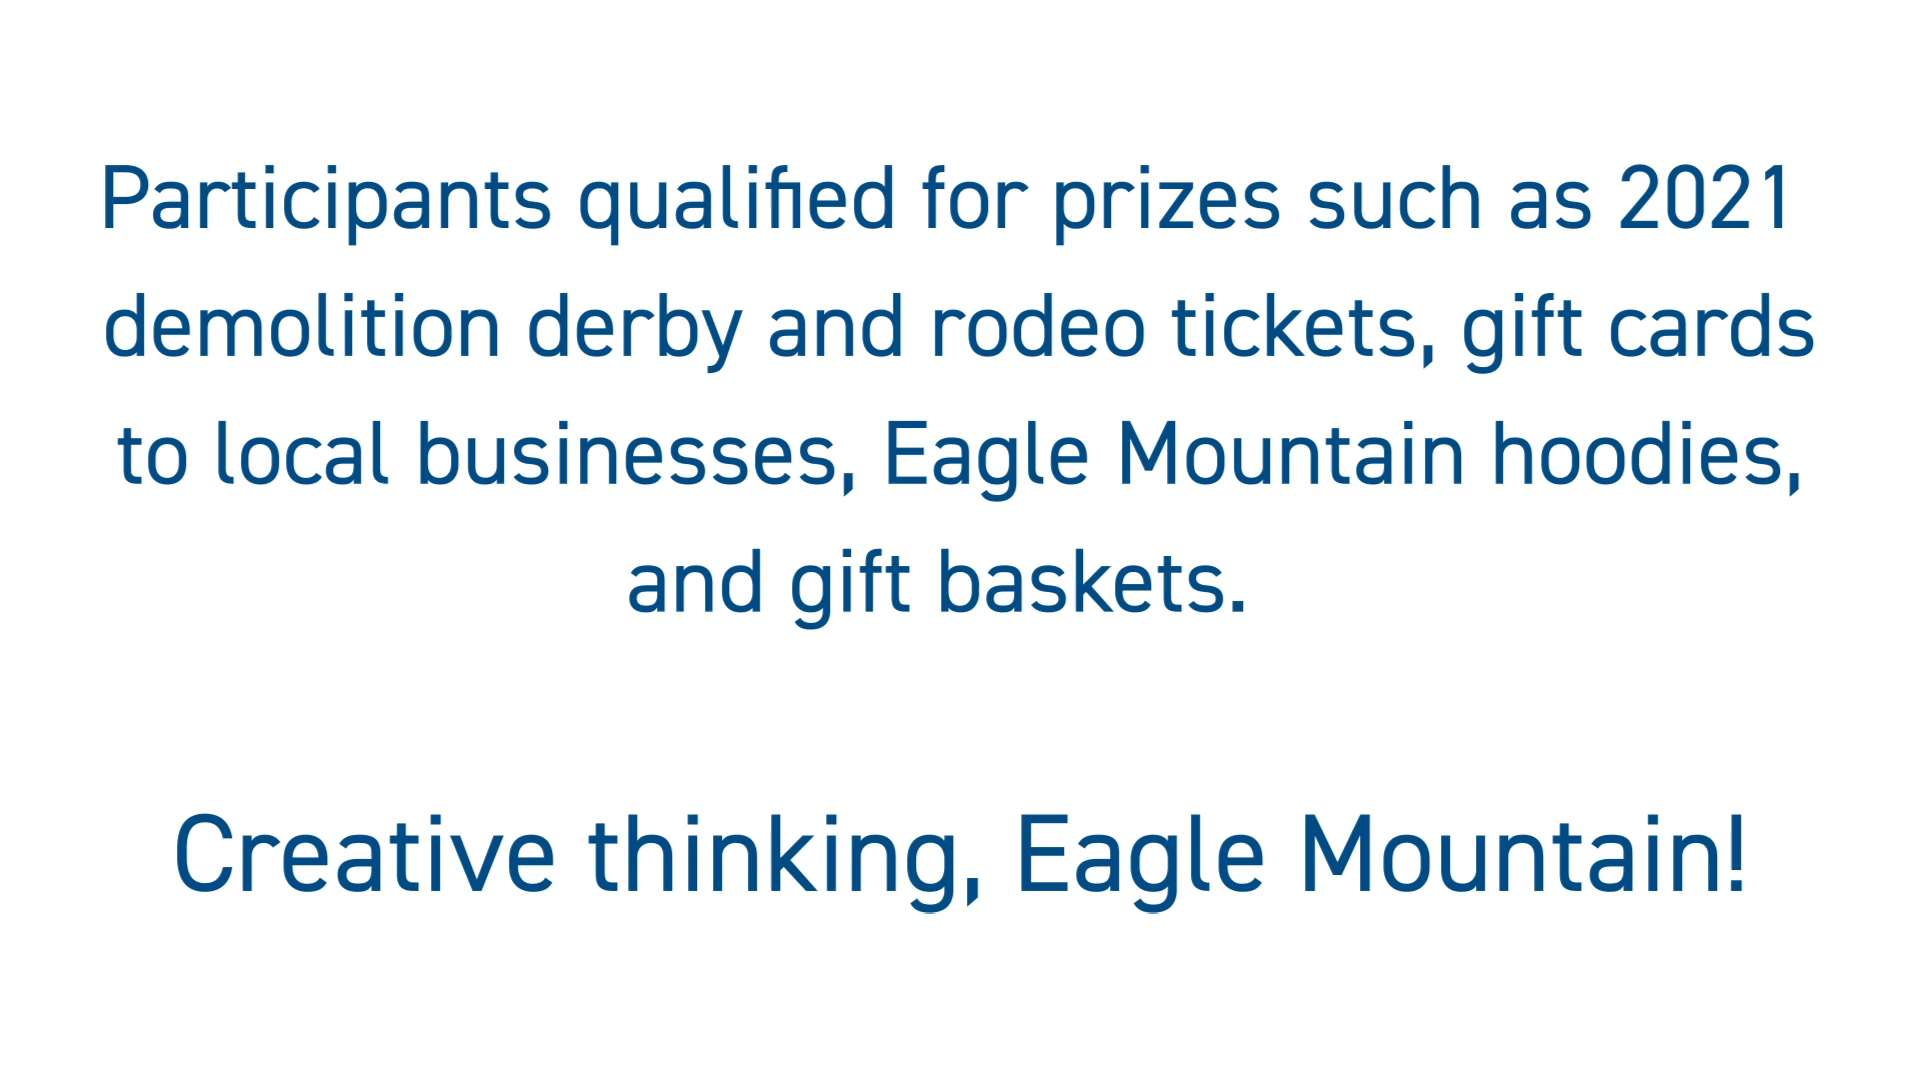 Participants qualified for prizes such as 2021
demolition derby and rodeo tickets, gift cards
to local businesses, Eagle Mountain hoodies,
and gift baskets.
Creative thinking, Eagle Mountain!